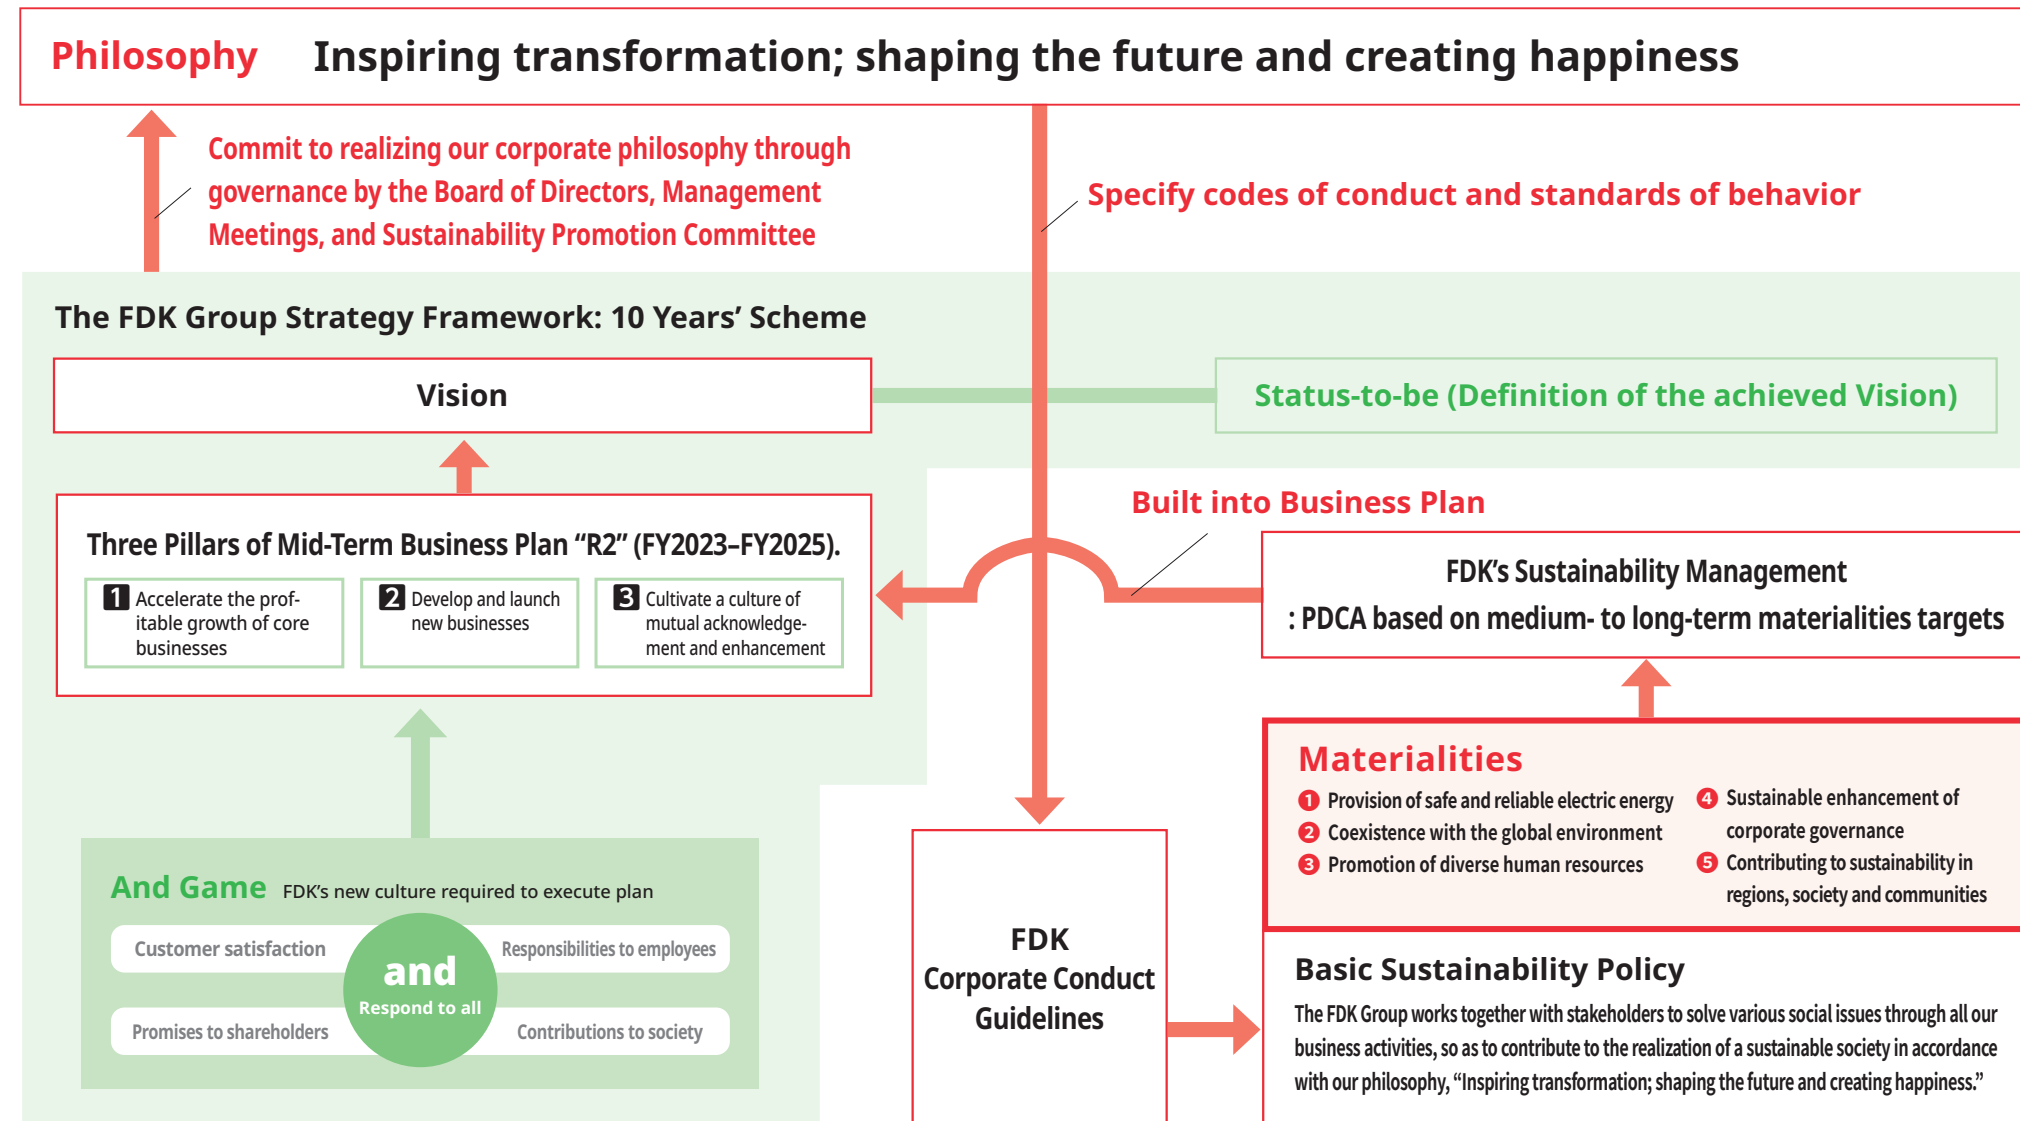 Philosophy Inspiring transformation; shaping the future and creating happiness
Commit to realizing our corporate philosophy through
governance by the Board of Directors, Management
Meetings, and Sustainability Promotion Committee
Specify codes of conduct and standards of behavior
The FDK Group Strategy Framework: 10 Years’ Scheme
Vision
Status-to-be (Definition of the achieved Vision)
Three Pillars of Mid-Term Business Plan “R2” (FY2023–FY2025).
1 Accelerate the prof-
itable growth of core
businesses
2 Develop and launch
new businesses
3 Cultivate a culture of
mutual acknowledge-
ment and enhancement
Built into Business Plan
FDK’s Sustainability Management
: PDCA based on medium- to long-term materialities targets
Materialities
1 Provision of safe and reliable electric energy
2 Coexistence with the global environment
3 Promotion of diverse human resources
4 Sustainable enhancement of
corporate governance
5 Contributing to sustainability in
regions, society and communities
And Game FDK’s new culture required to execute plan
Customer satisfaction
Responsibilities to employees
and
Respond to all
Promises to shareholders
Contributions to society
FDK
Corporate Conduct
Guidelines
Basic Sustainability Policy
The FDK Group works together with stakeholders to solve various social issues through all our
business activities, so as to contribute to the realization of a sustainable society in accordance
with our philosophy, “Inspiring transformation; shaping the future and creating happiness.”